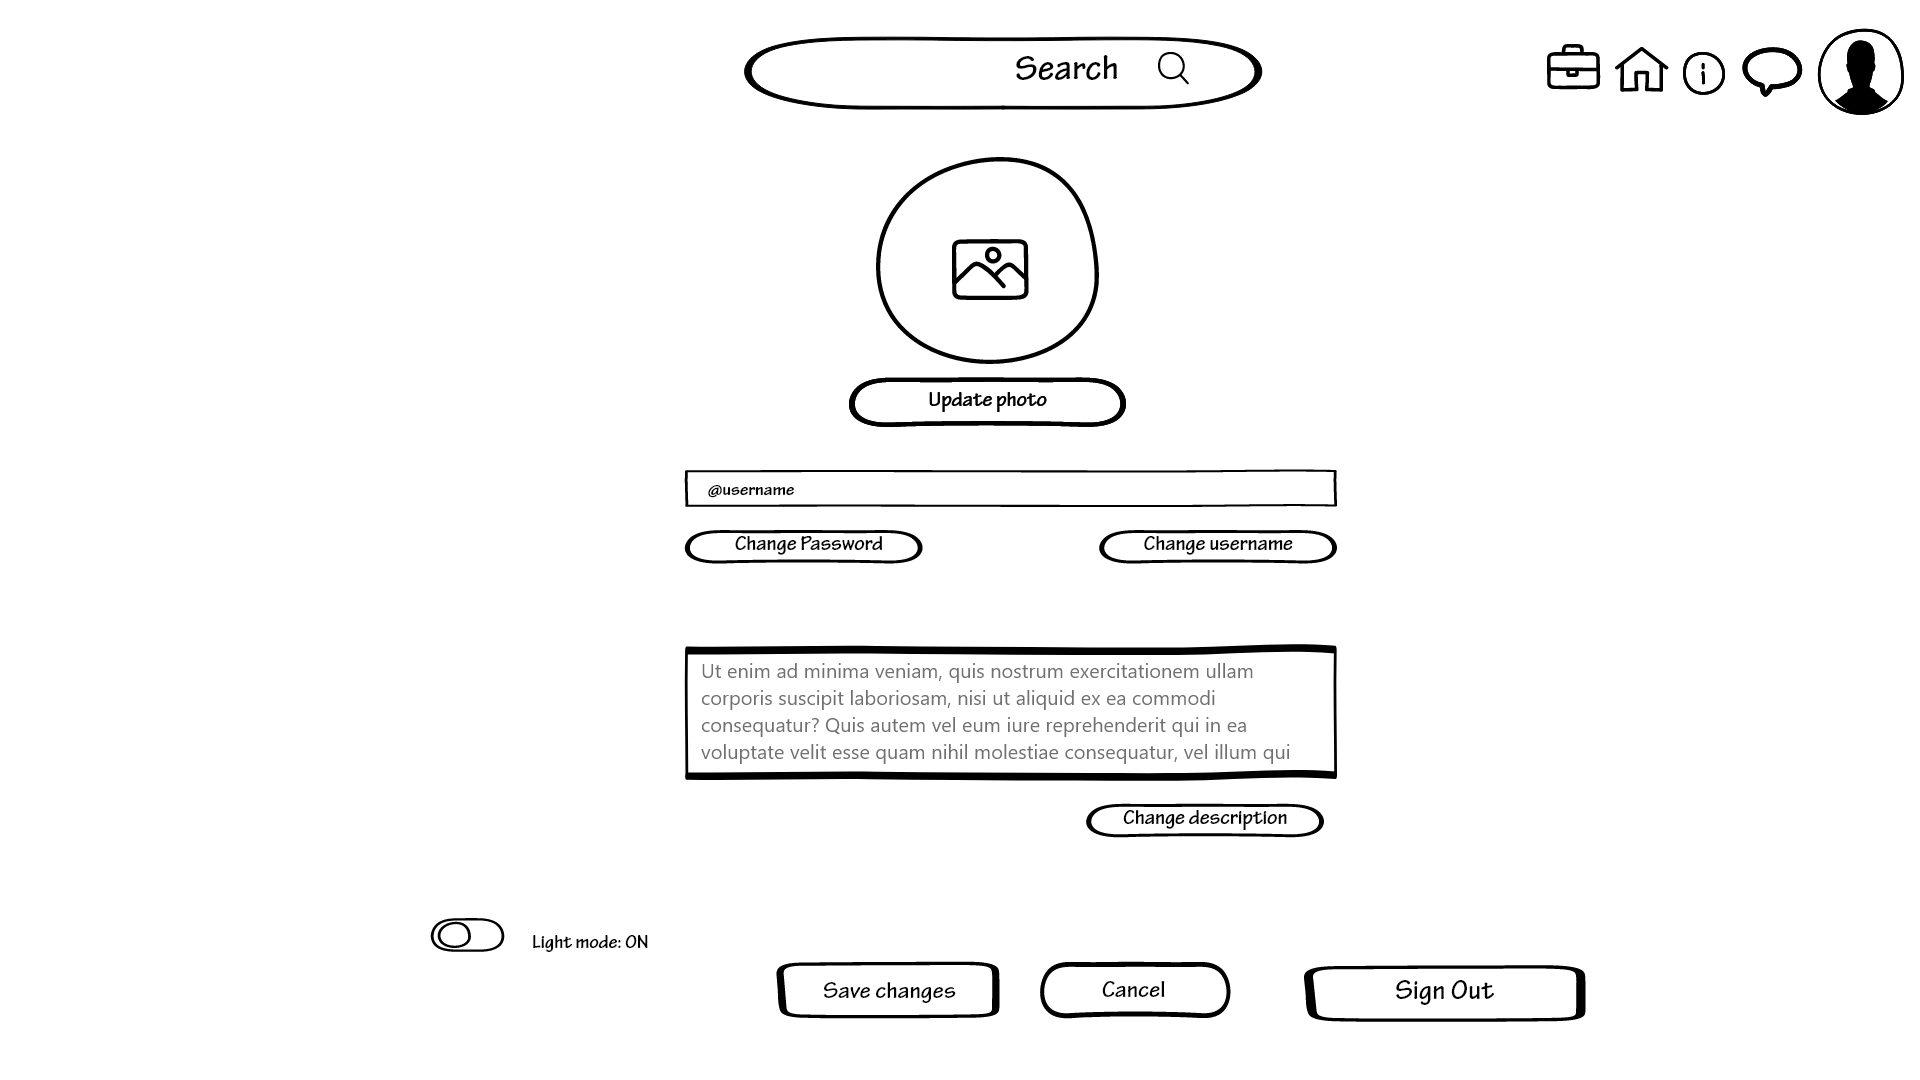 Search
Update photo
@username
Change Password
Change username
Ut enim ad minima veniam, quis nostrum exercitationem ullam
corporis suscipit laboriosam, nisi ut aliquid ex ea commodi
consequatur? Quis autem vel eum iure reprehenderit qui in ea
voluptate velit esse quam nihil molestiae consequatur, vel illum qui
Change description
Light mode: ON
Save changes
Cancel
Sign Out